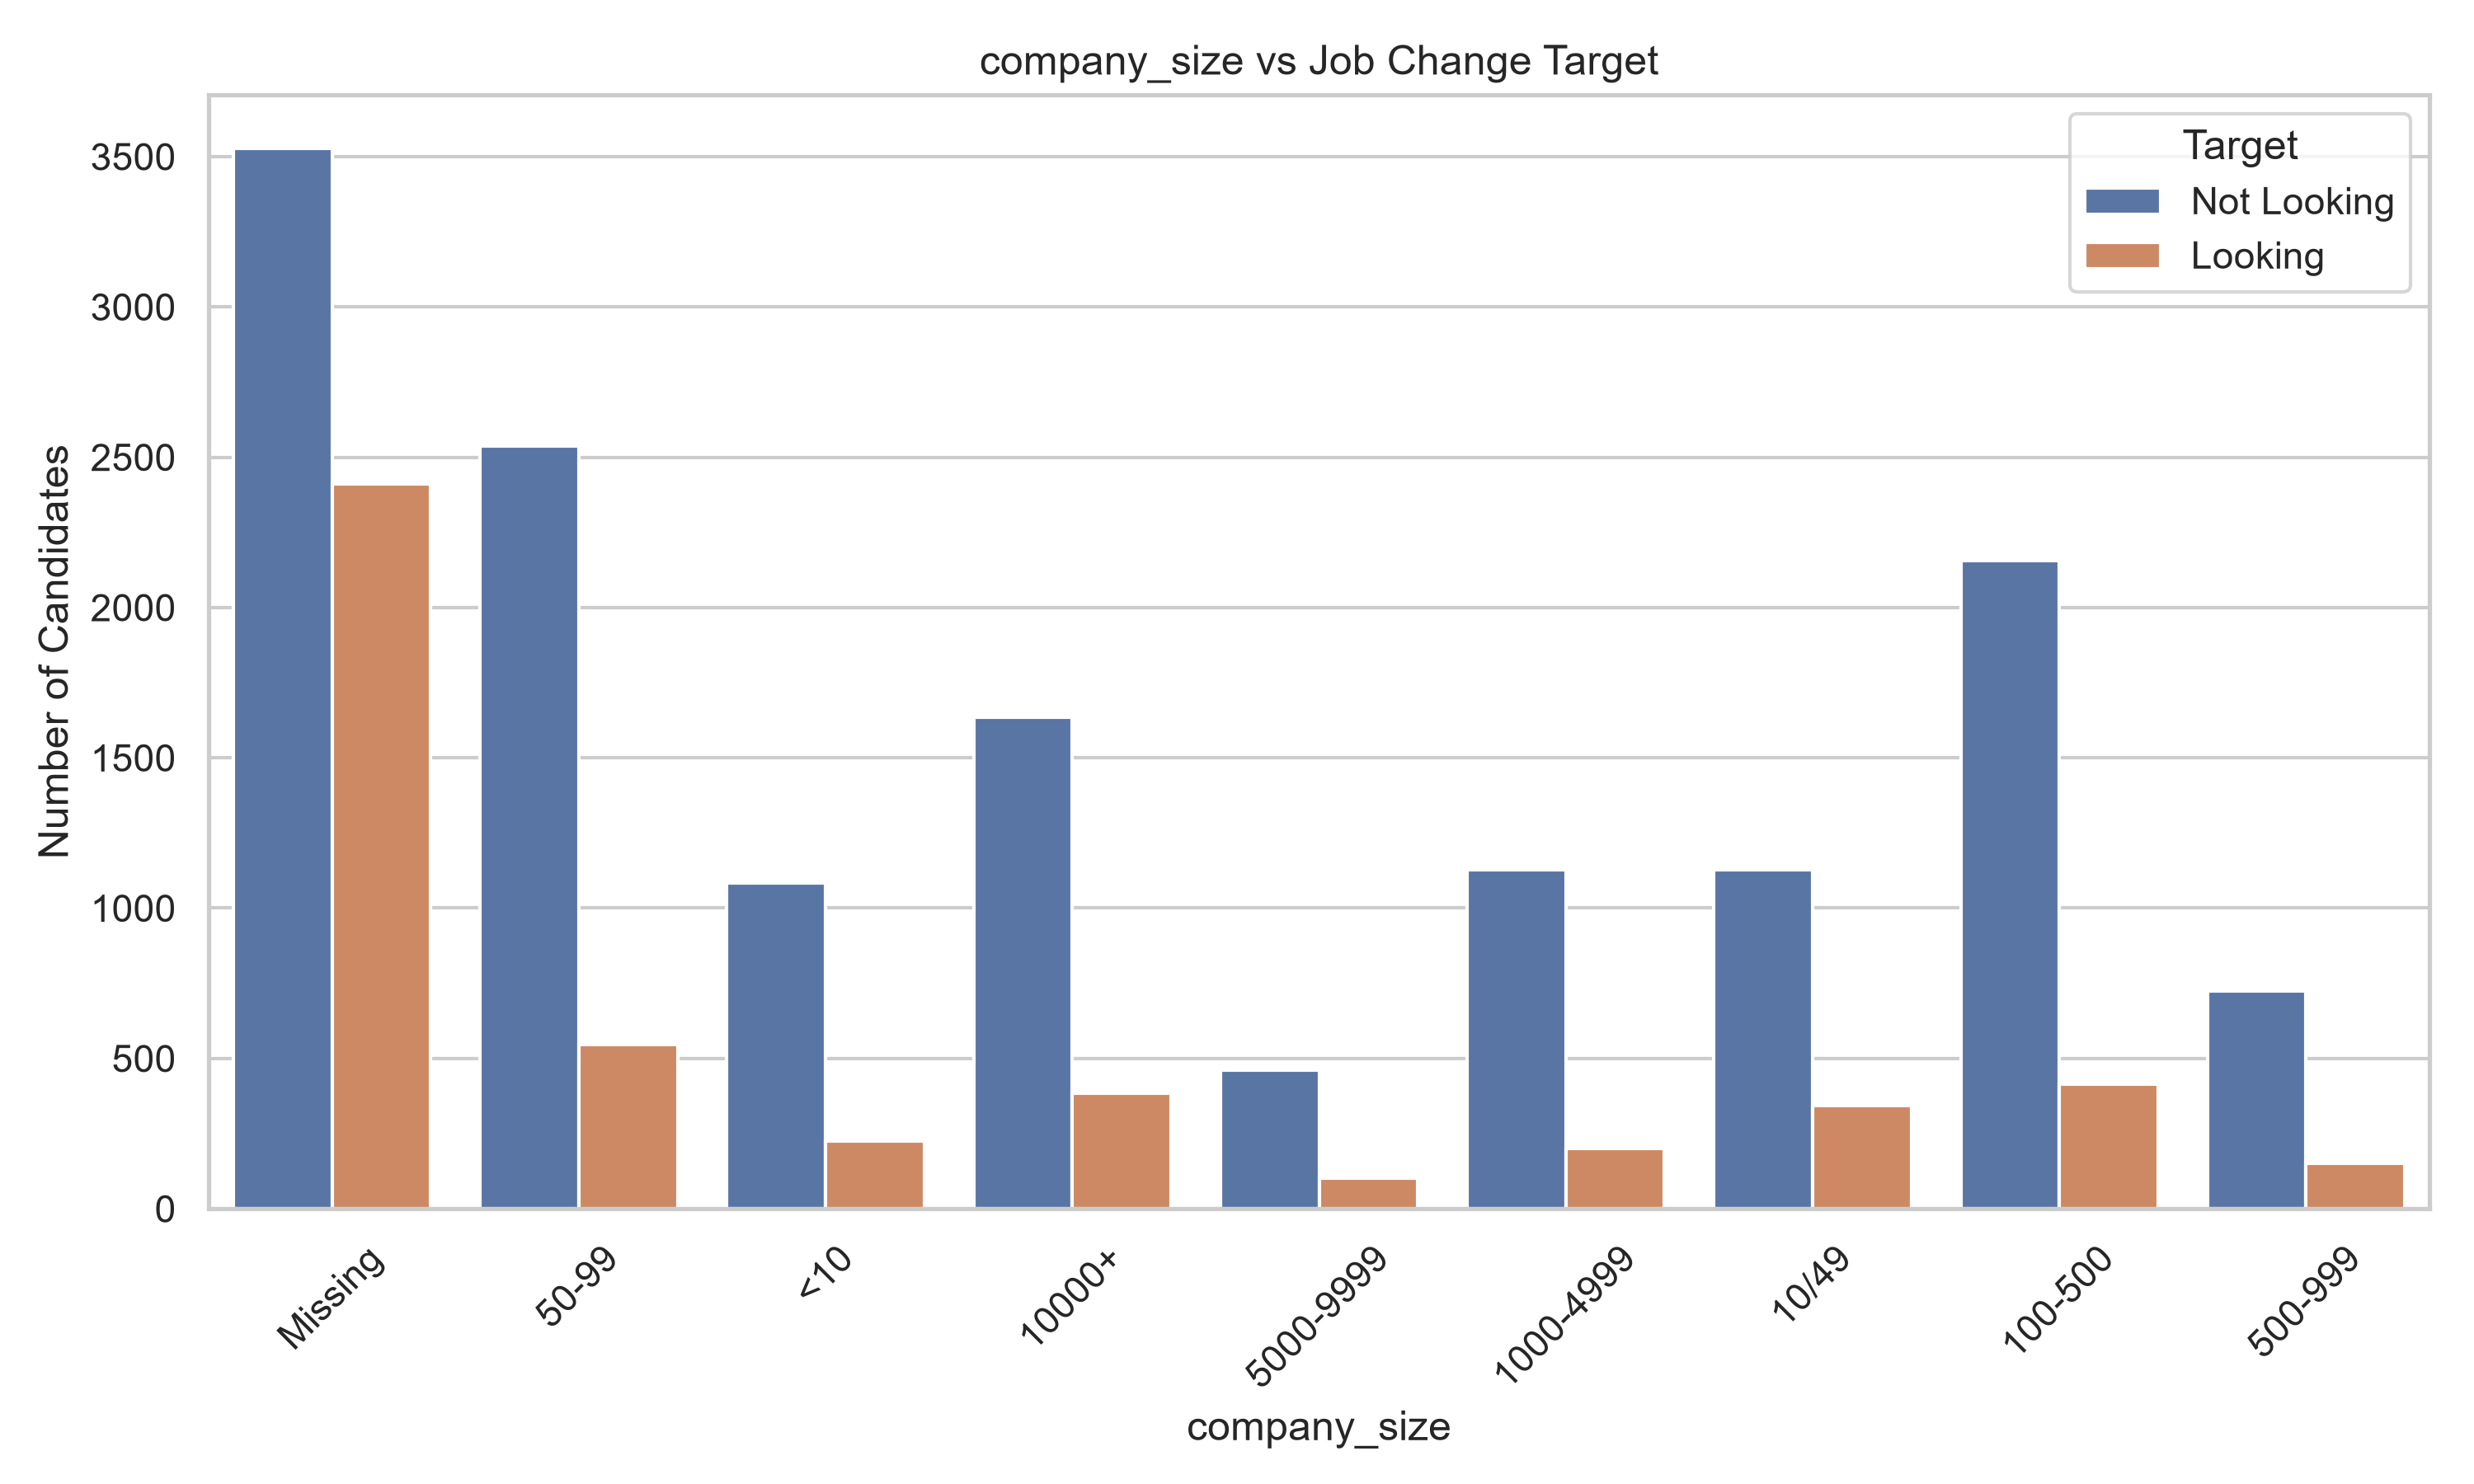 company_size vs Job Change Target
Target
Not Looking
Looking
Number of Candidates
3500
3000
2500
2000
1500
1000
500
0
Missing
50-99
<10
10000+
5000-9999
1000-4999
10/49
100-500
500-999
company_size